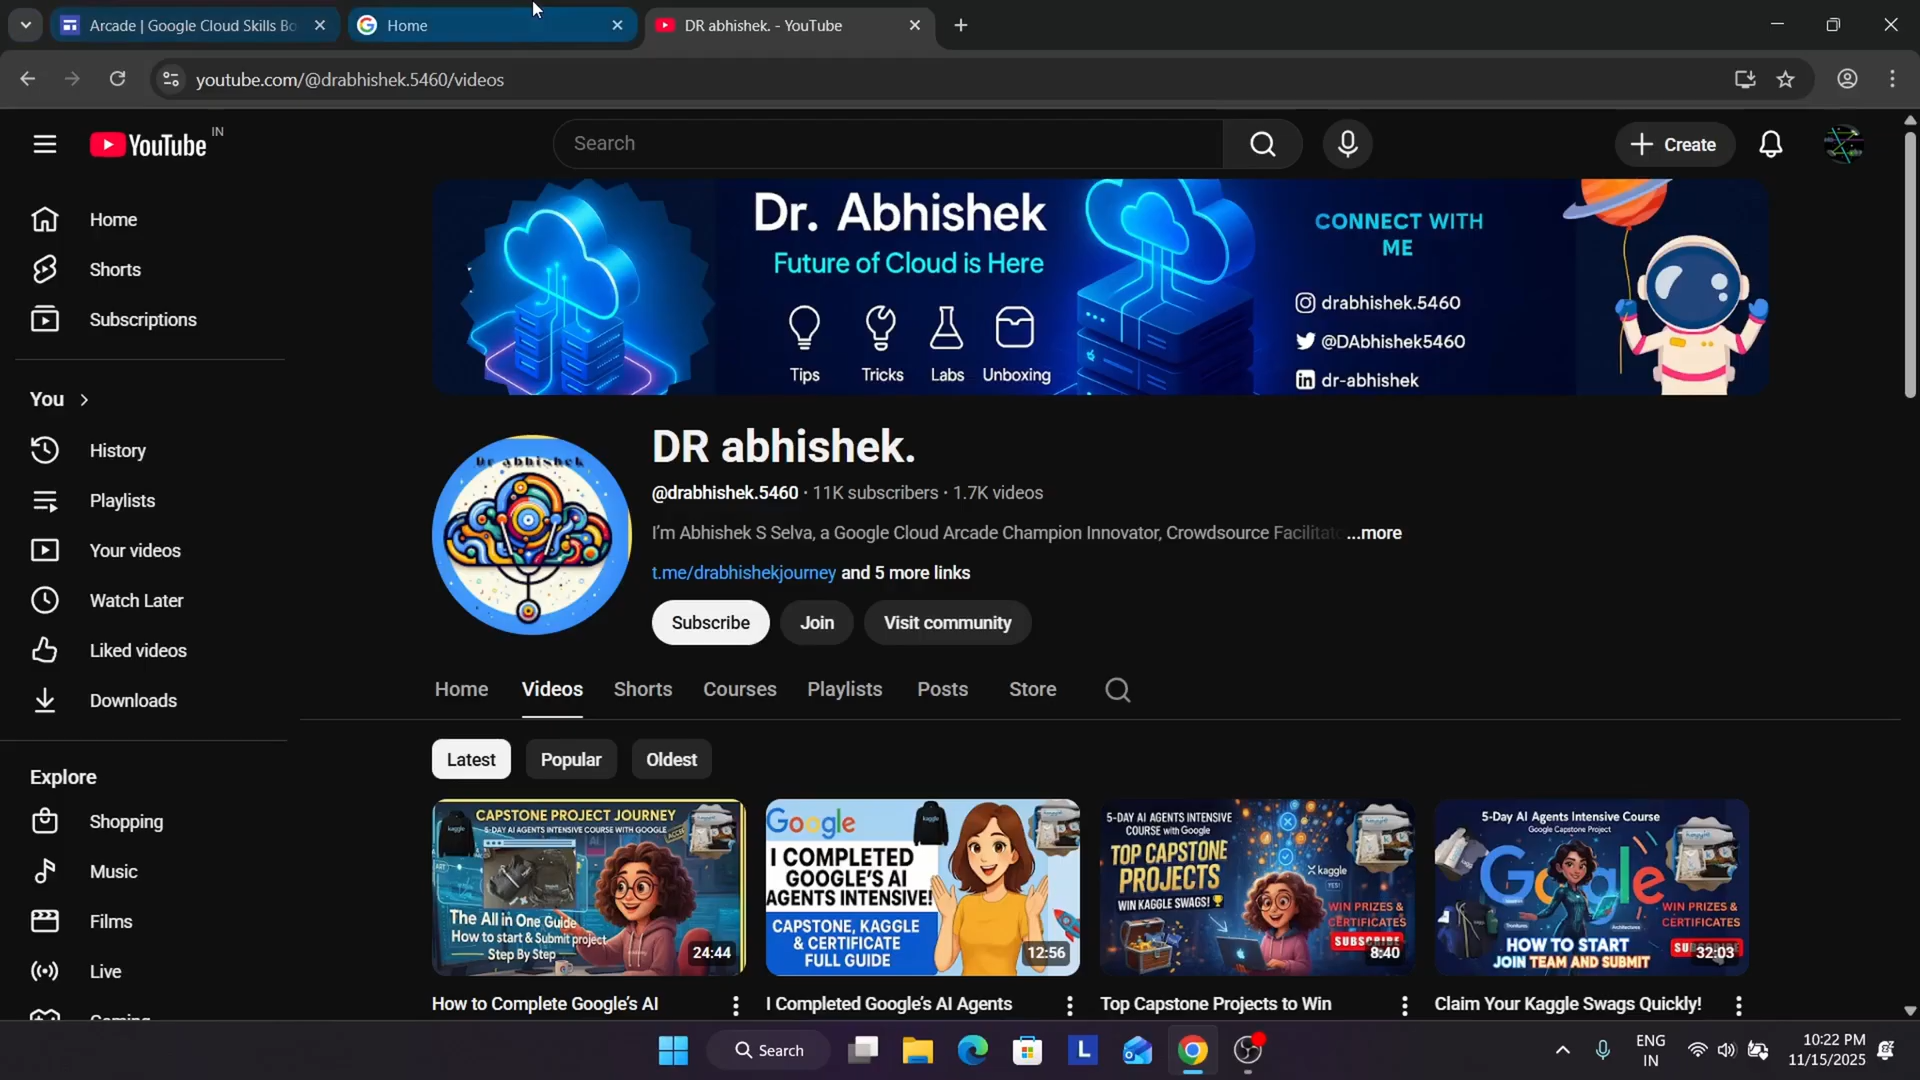 Arcade | Google Cloud Skills Bo
Home
DR abhishek. - YouTube
youtube.com/@drabhishek.5460/videos
YouTube IN
Search
Create
Home
Shorts
Subscriptions
You
History
Playlists
Your videos
Watch Later
Liked videos
Downloads
Explore
Shopping
Music
Films
Live
Gaming
Dr. Abhishek
Future of Cloud is Here
Tips Tricks Labs Unboxing
CONNECT WITH
ME
drabhishek.5460
@DAbhishek5460
dr-abhishek
Dr abhishek
DR abhishek.
@drabhishek.5460 · 11K subscribers · 1.7K videos
I'm Abhishek S Selva, a Google Cloud Arcade Champion Innovator, Crowdsource Facilitato ...more
t.me/drabhishekjourney and 5 more links
Subscribe
Join
Visit community
Home Videos Shorts Courses Playlists Posts Store
Latest Popular Oldest
CAPSTONE PROJECT JOURNEY
5-DAY AI AGENTS INTENSIVE COURSE WITH GOOGLE
kaggle
The All in One Guide
How to start & Submit project
Step By Step
24:44
How to Complete Google's AI
Google
kaggle
I COMPLETED
GOOGLE'S AI
AGENTS INTENSIVE!
CAPSTONE, KAGGLE
& CERTIFICATE
FULL GUIDE
12:56
I Completed Google's AI Agents
5-DAY AI AGENTS INTENSIVE
COURSE with Google
TOP CAPSTONE
PROJECTS
WIN KAGGLE SWAGS!
kaggle
YES!
WIN PRIZES &
CERTIFICATES
SUBSCRIBE
8:40
Top Capstone Projects to Win
5-Day AI Agents Intensive Course
Google Capstone Project
Google
WIN PRIZES &
CERTIFICATES
HOW TO START
JOIN TEAM AND SUBMIT
32:03
Claim Your Kaggle Swags Quickly!
Search
ENG
IN
10:22 PM
11/15/2025